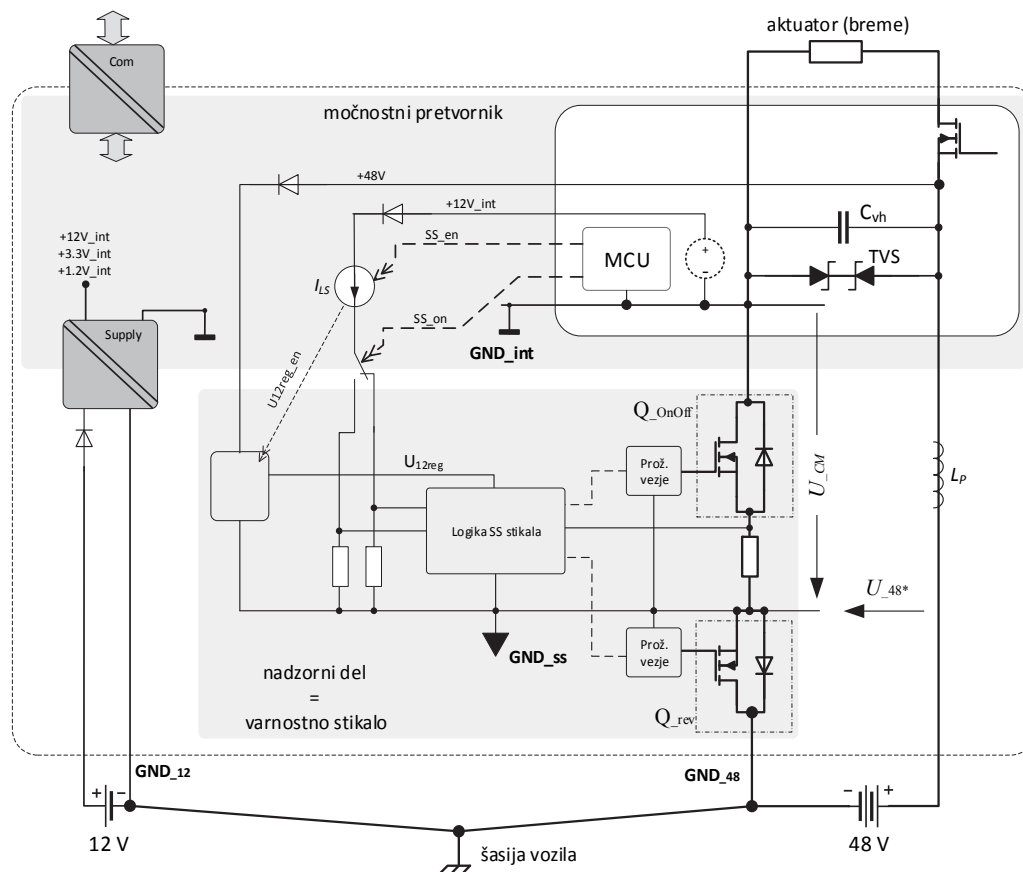 aktuator (breme)
Com
močnostni pretvornik
+48V
+12V_int
C_vh
SS_en
+12V_int
+3.3V_int
+1.2V_int
MCU
+
-
TVS
I_LS
SS_on
Supply
GND_int
U12reg_en
Q_OnOff
U_12reg
Prož.
vezje
U_CM
L_P
Logika SS stikala
U_48*
GND_ss
Prož.
vezje
nadzorni del
=
varnostno stikalo
Q_rev
GND_12
GND_48
+ -
- +
12 V
šasija vozila
48 V